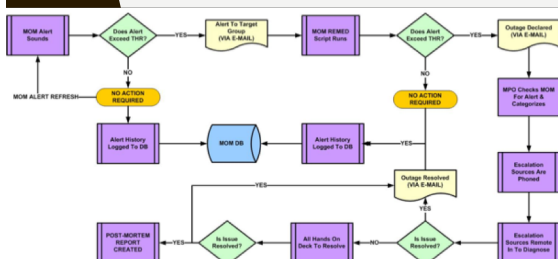 MOM Alert
Sounds
Does Alert
Exceed THR?
YES
Alert To Target
Group
(VIA E-MAIL)
MOM REMED
Script Runs
Does Alert
Exceed THR?
YES
Outage Declared
(VIA E-MAIL)
NO
NO
MOM ALERT REFRESH
NO ACTION
REQUIRED
NO ACTION
REQUIRED
MPO Checks MOM
For Alert &
Categorizes
Alert History
Logged To DB
MOM DB
Alert History
Logged To DB
YES
Escalation
Sources Are
Phoned
YES
Outage Resolved
(VIA E-MAIL)
YES
POST-MORTEM
REPORT
CREATED
YES
Is Issue
Resolved?
All Hands On
Deck To Resolve
NO
Is Issue
Resolved?
Escalation
Sources Remote
In To Diagnose